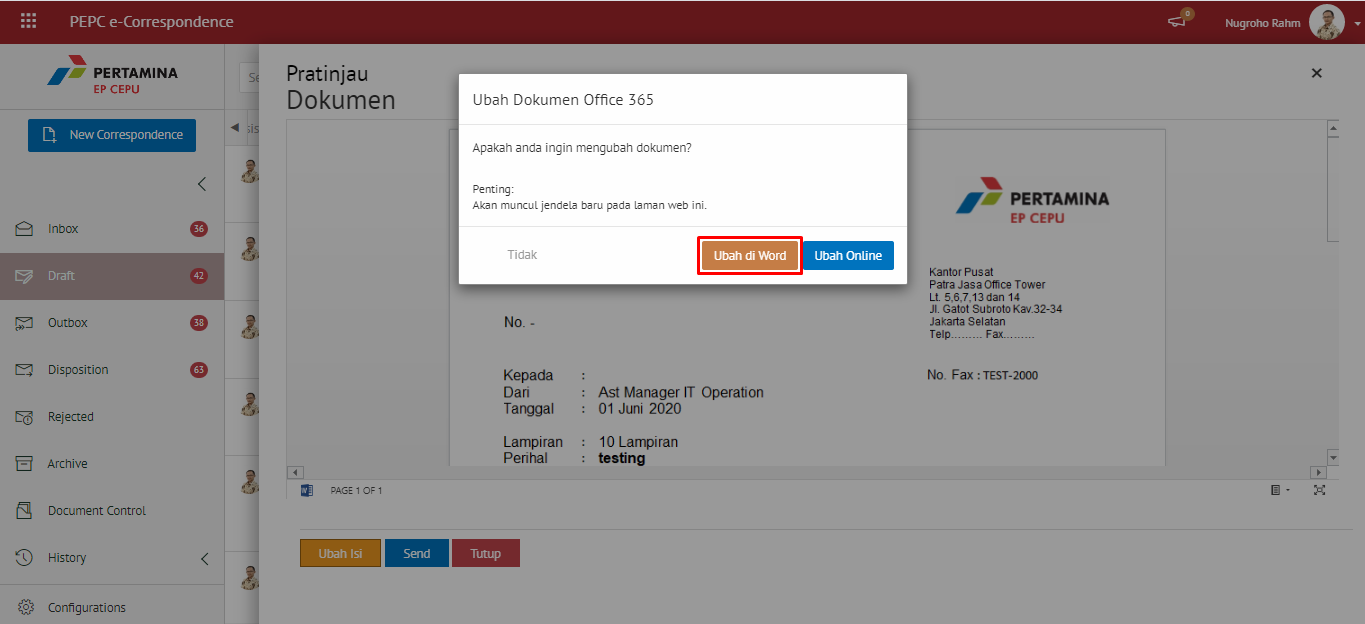 PEPC e-Correspondence
0
Nugroho Rahm
PERTAMINA
EP CEPU
New Correspondence
Inbox 36
Draft 42
Outbox 38
Disposition 63
Rejected
Archive
Document Control
History
Configurations
Se
Pratinjau
Dokumen
Ubah Dokumen Office 365
Apakah anda ingin mengubah dokumen?
Penting:
Akan muncul jendela baru pada laman web ini.
Tidak
Ubah di Word
Ubah Online
PERTAMINA
EP CEPU
Kantor Pusat
Patra Jasa Office Tower
Lt. 5,6,7,13 dan 14
Jl. Gatot Subroto Kav.32-34
Jakarta Selatan
Telp......... Fax.........
No. -
Kepada :
No. Fax : TEST-2000
Dari : Ast Manager IT Operation
Tanggal : 01 Juni 2020
Lampiran : 10 Lampiran
Perihal : testing
PAGE 1 OF 1
Ubah Isi
Send
Tutup